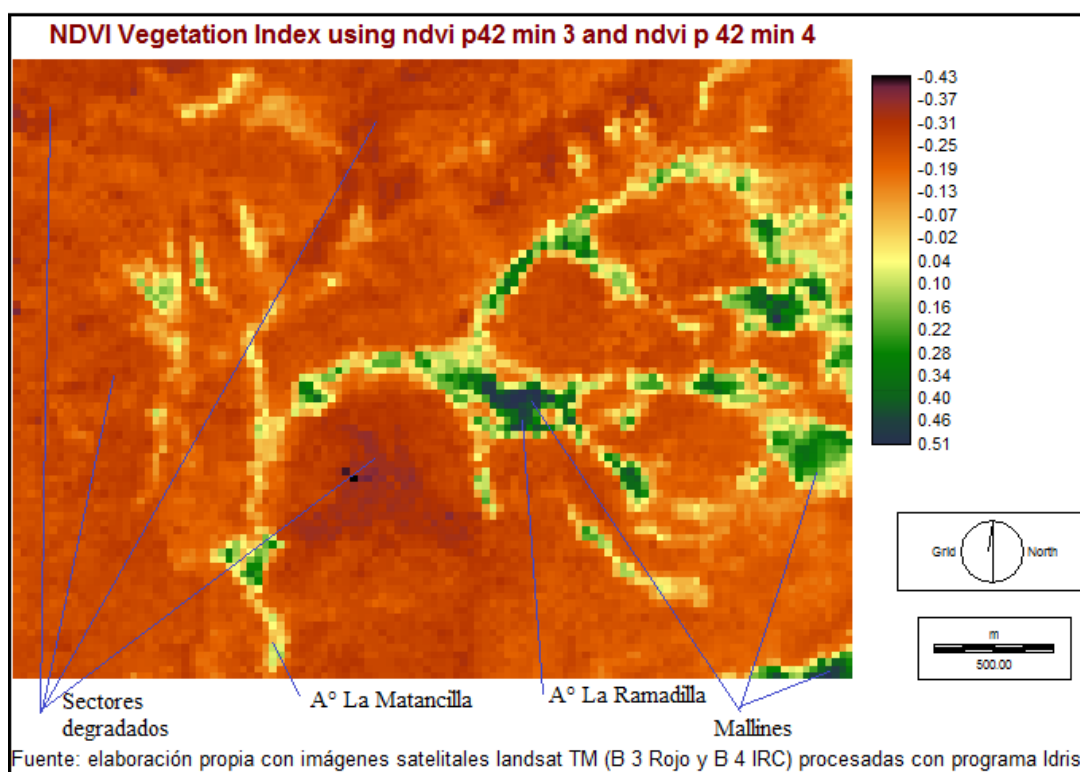 NDVI Vegetation Index using ndvi p42 min 3 and ndvi p 42 min 4
-0.43
-0.37
-0.31
-0.25
-0.19
-0.13
-0.07
-0.02
0.04
0.10
0.16
0.22
0.28
0.34
0.40
0.46
0.51
Grid North
m
500.00
Sectores
degradados
A° La Matancilla
A° La Ramadilla
Mallines
Fuente: elaboración propia con imágenes satelitales landsat TM (B 3 Rojo y B 4 IRC) procesadas con programa Idris